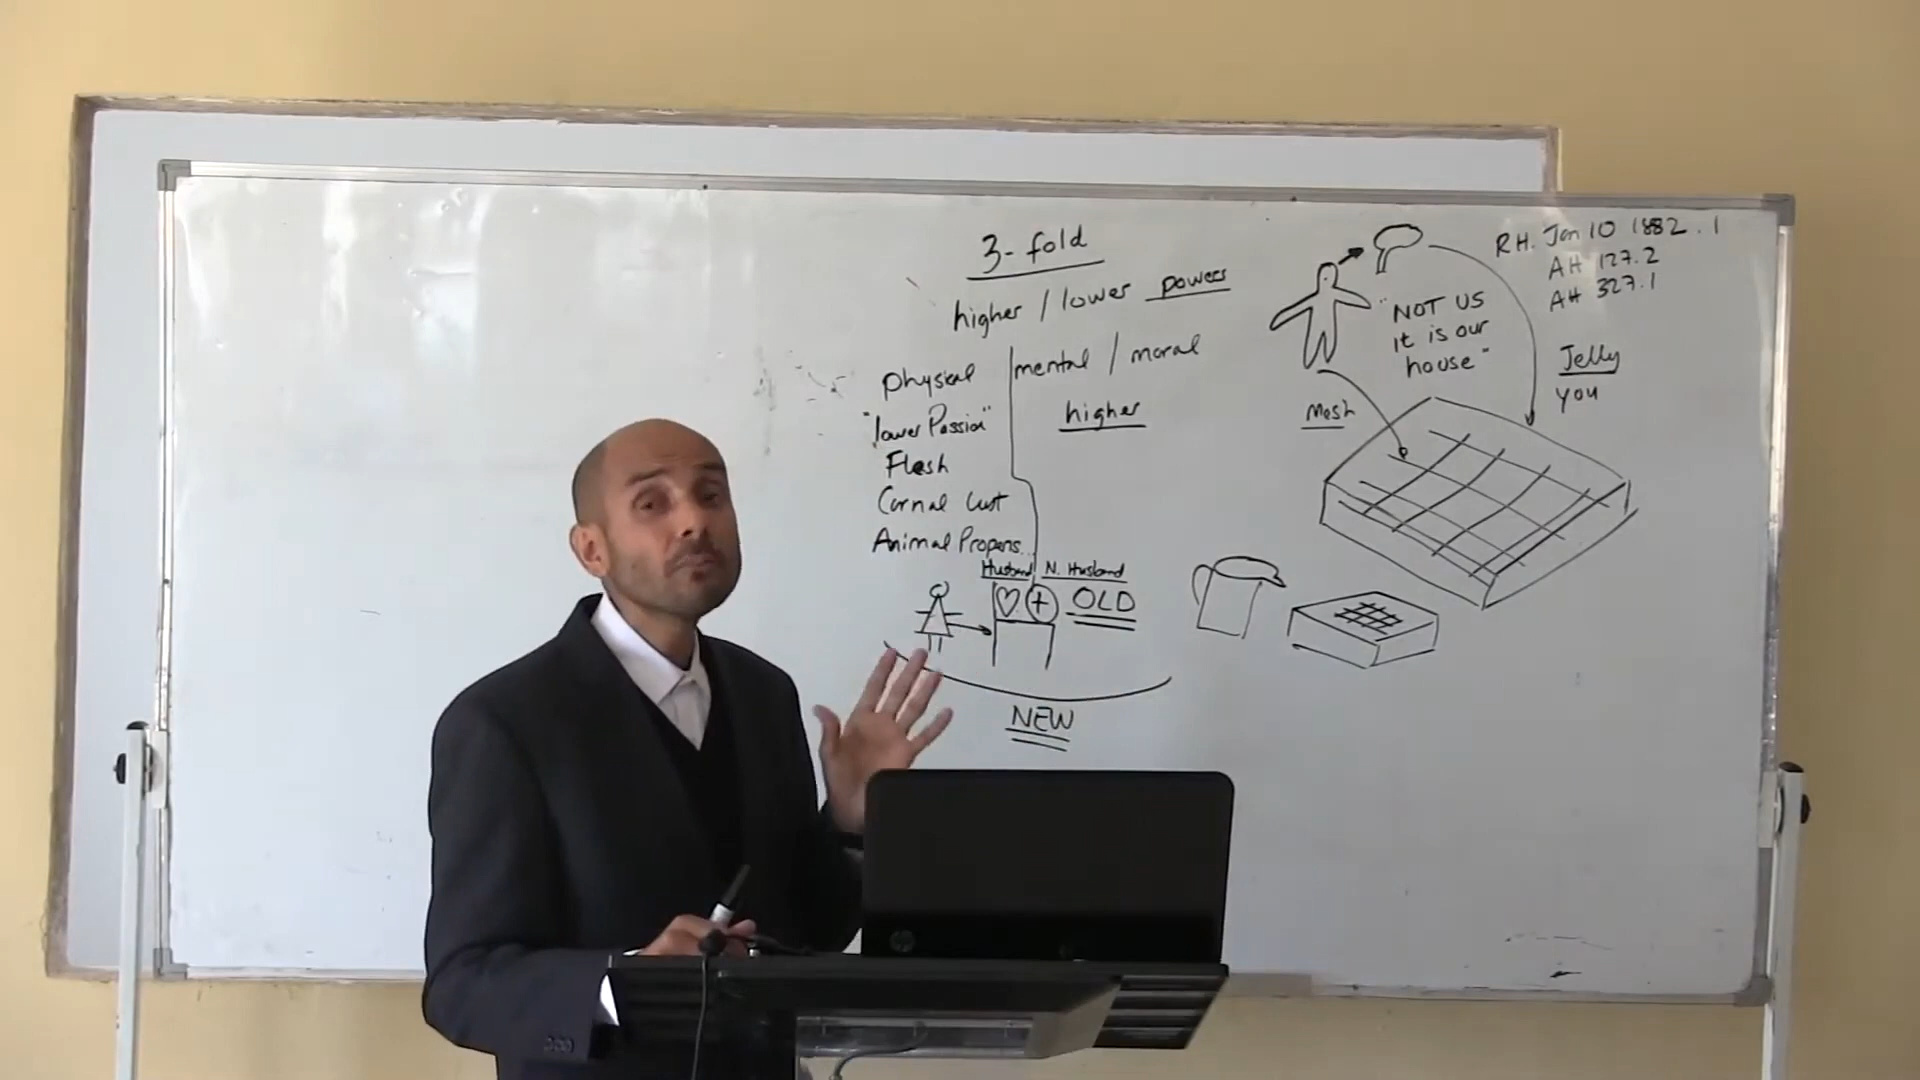 3-fold
higher / lower powers
physical | mental / moral
"lower Passion"
higher
Flesh
Carnal Lust
Animal Propens...
Husband N. Husband
OLD
NEW
"NOT US
it is our
house"
RH. Jan 10 1882.1
AH 127.2
AH 327.1
Jelly
you
Mesh
hp